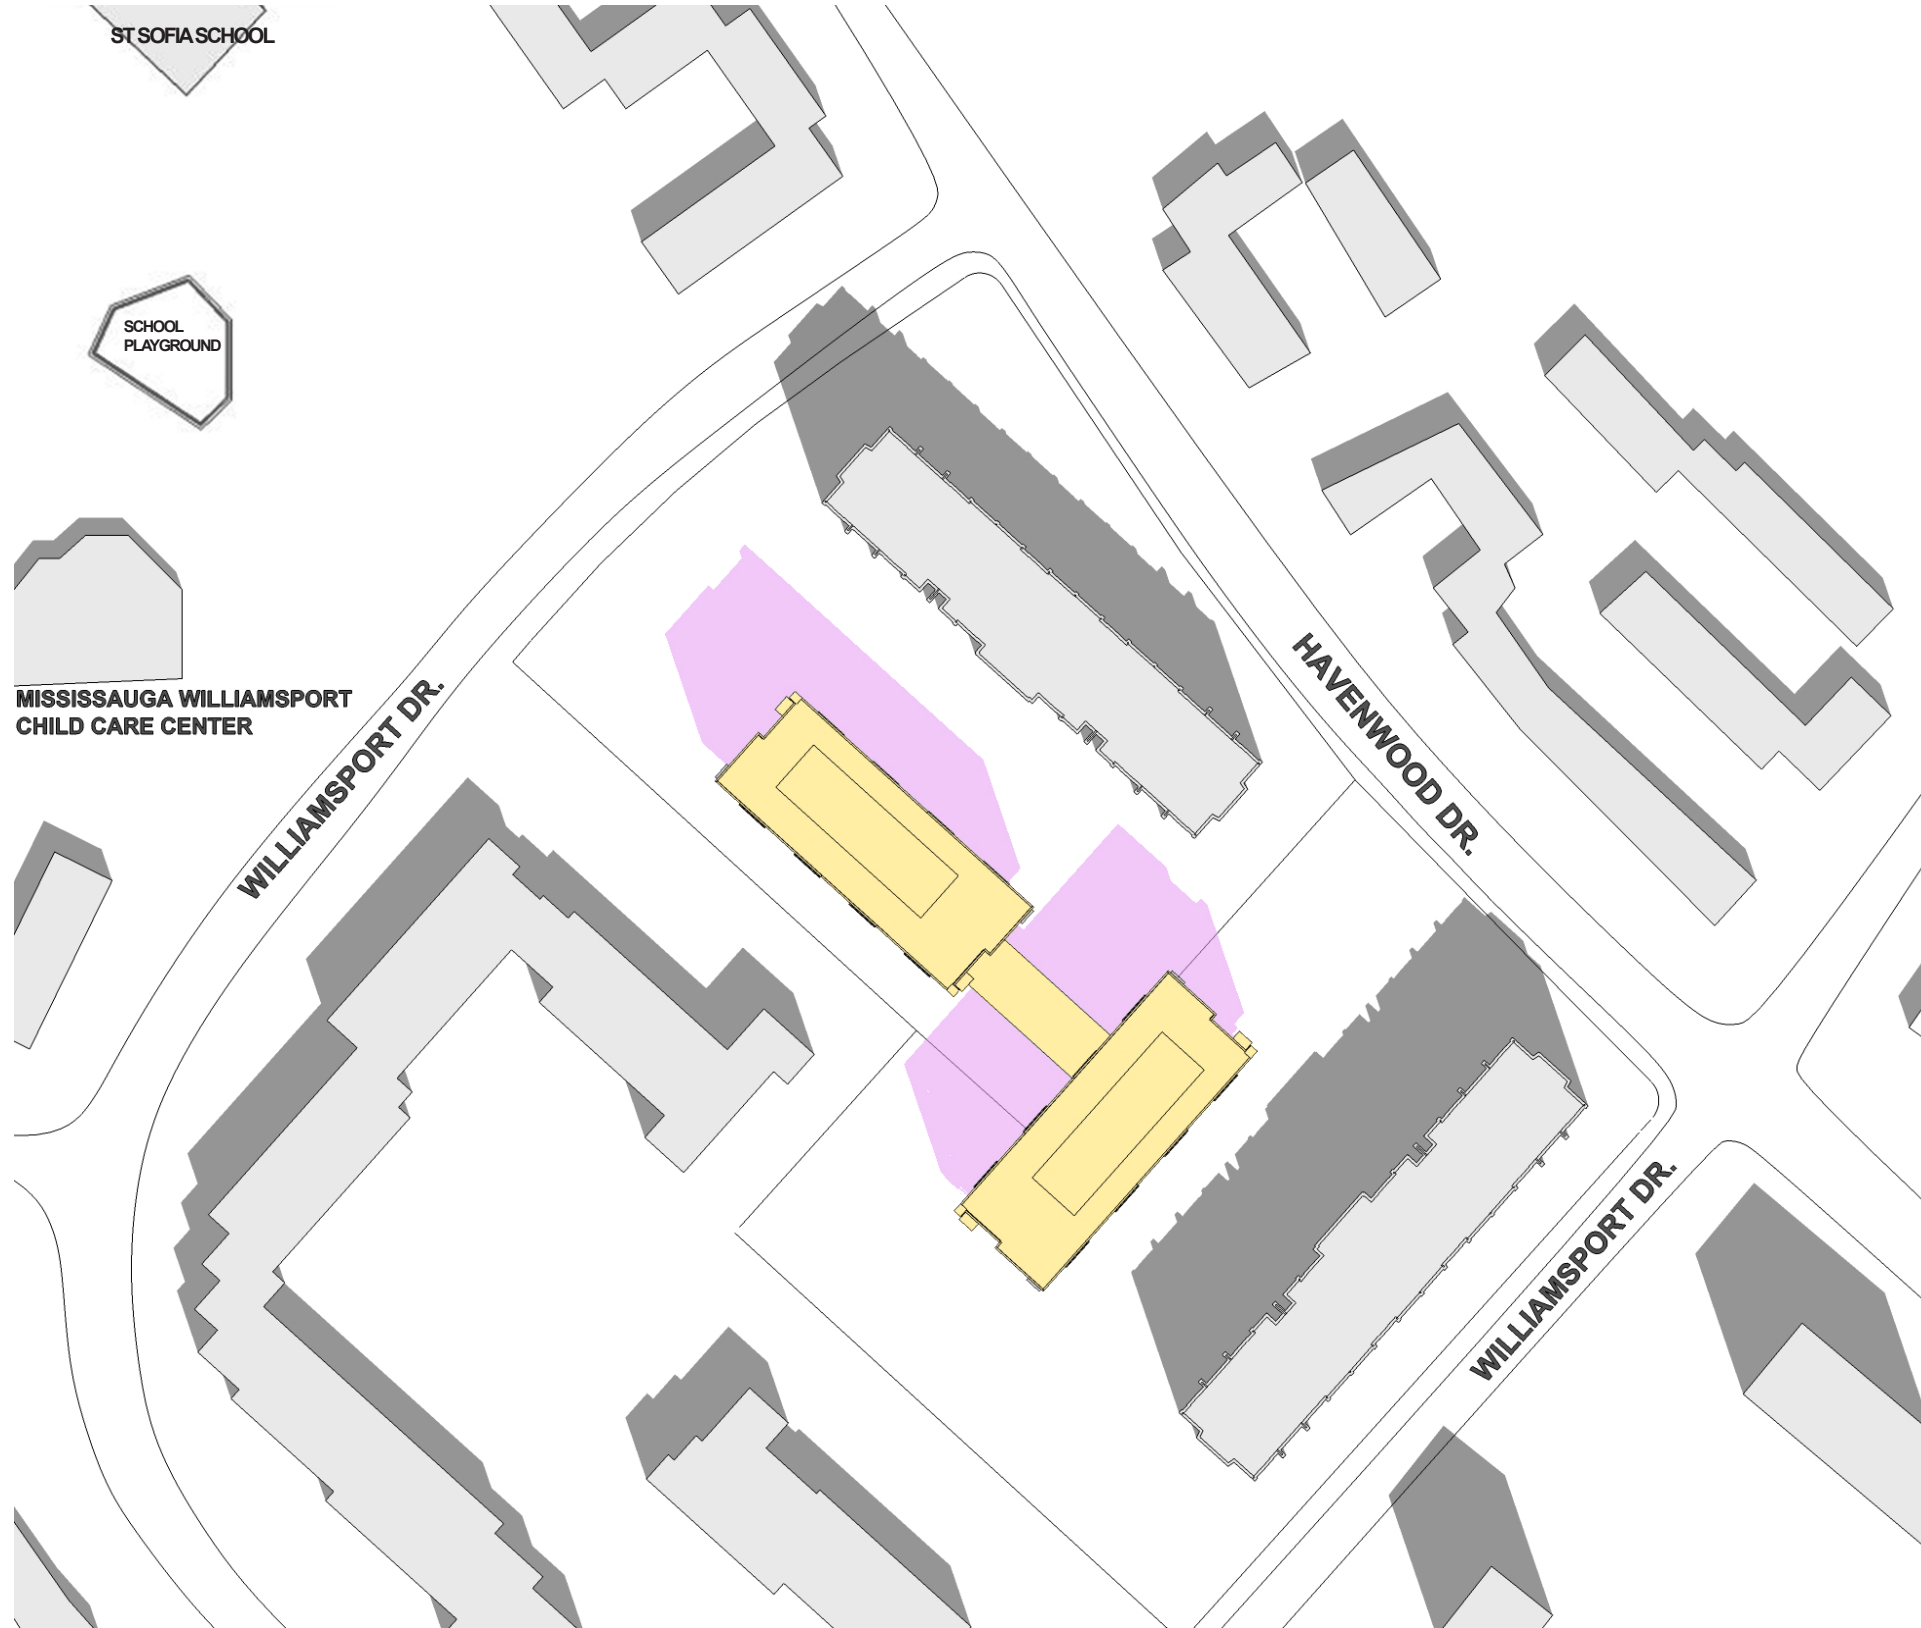 ST SOFIA SCHOOL
SCHOOL
PLAYGROUND
HAVENWOOD DR.
MISSISSAUGA WILLIAMSPORT
CHILD CARE CENTER
WILLIAMSPORT DR.
WILLIAMSPORT DR.